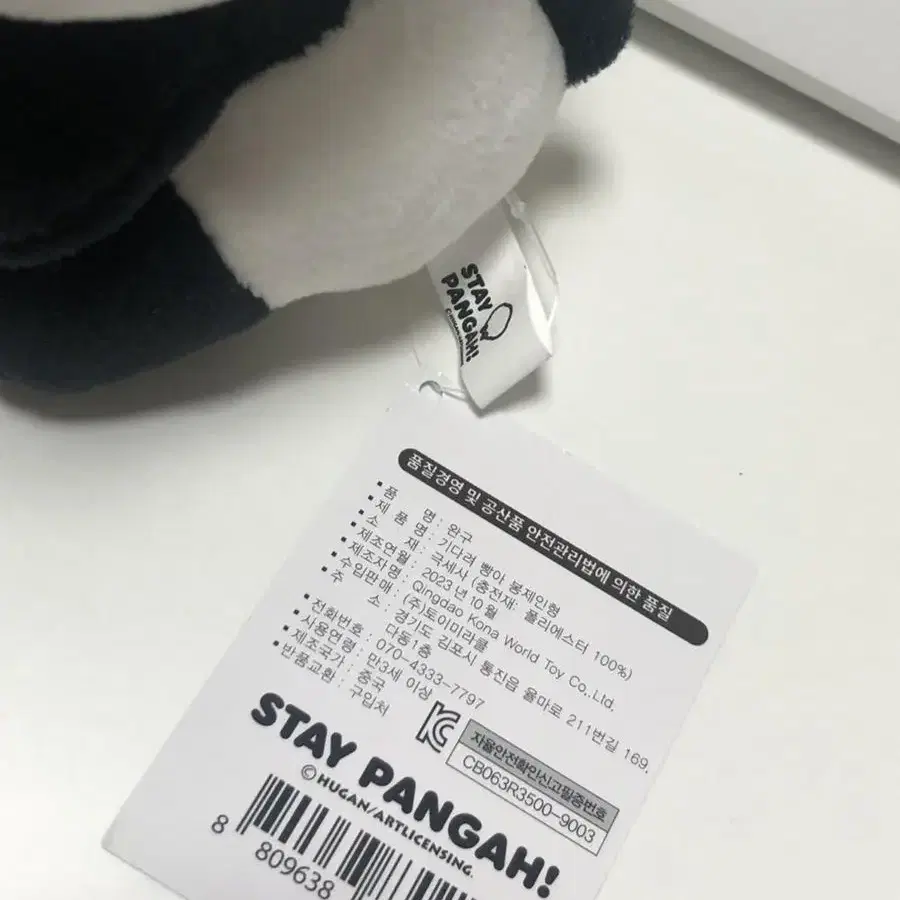 STAY
PANGAH!
품질경영 및 공산품 안전관리법에 의한 품질
품 명 : 완구
제 품 명 : 기다려 빵아 봉제인형
소 재 : 극세사 (충전재: 폴리에스터 100%)
제조연월 : 2023 년 10 월
제조자명 : Qingdao Kona World Toy Co,.Ltd.
수입판매 : (주)토이미라클
주 소 : 경기도 김포시 통진읍 율마로 211번길 169,
다동1층
전화번호 : 070-4333-7797
사용연령 : 만3세 이상
제조국가 : 중국
반품교환 : 구입처
자율안전확인신고필증번호
CB063R3500-9003
STAY PANGAH!
©HUGAN/ARTLICENSING.
8 809638